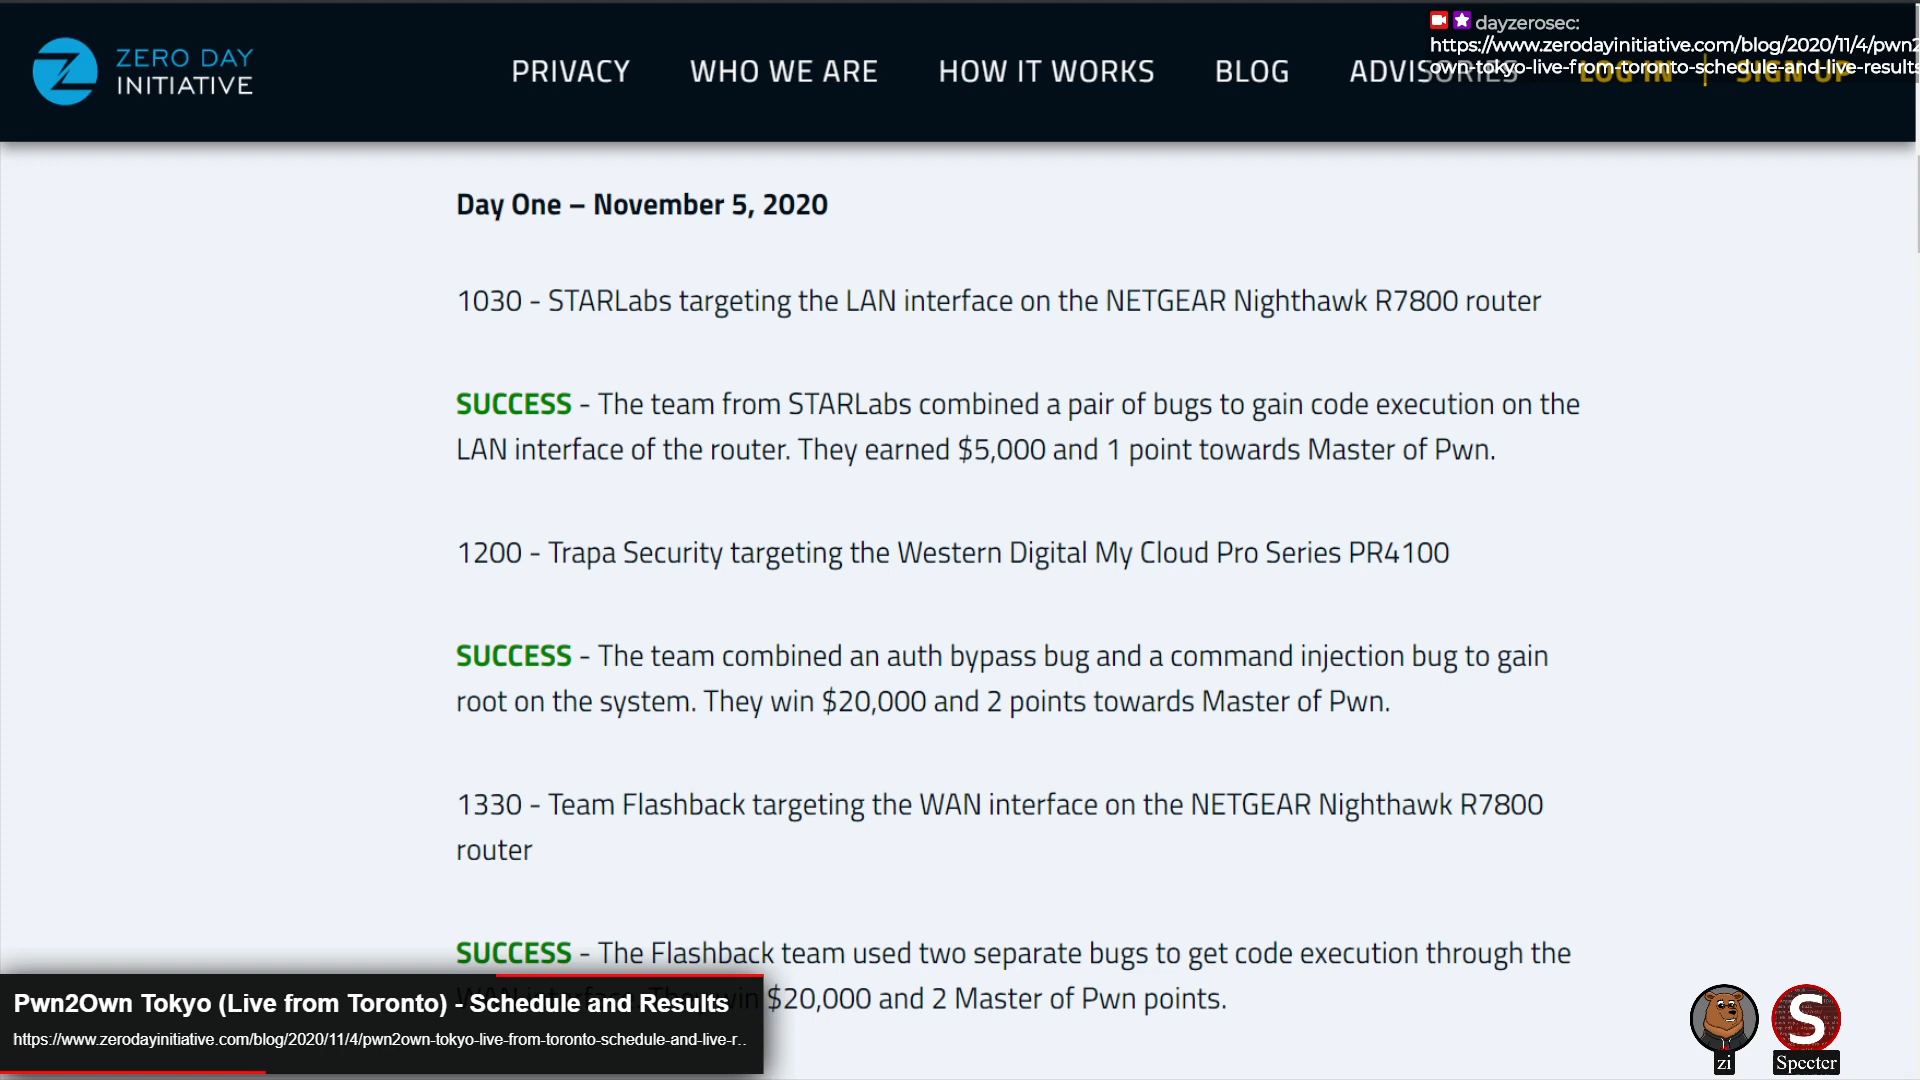 dayzerosec:
https://www.zerodayinitiative.com/blog/2020/11/4/pwn2
own-tokyo-live-from-toronto-schedule-and-live-results
ZERO DAY
INITIATIVE
PRIVACY WHO WE ARE HOW IT WORKS BLOG ADVISORIES LOG IN | SIGN UP
Day One – November 5, 2020
1030 - STARLabs targeting the LAN interface on the NETGEAR Nighthawk R7800 router
SUCCESS - The team from STARLabs combined a pair of bugs to gain code execution on the
LAN interface of the router. They earned $5,000 and 1 point towards Master of Pwn.
1200 - Trapa Security targeting the Western Digital My Cloud Pro Series PR4100
SUCCESS - The team combined an auth bypass bug and a command injection bug to gain
root on the system. They win $20,000 and 2 points towards Master of Pwn.
1330 - Team Flashback targeting the WAN interface on the NETGEAR Nighthawk R7800
router
SUCCESS - The Flashback team used two separate bugs to get code execution through the
WAN interface. They win $20,000 and 2 Master of Pwn points.
Pwn2Own Tokyo (Live from Toronto) - Schedule and Results
https://www.zerodayinitiative.com/blog/2020/11/4/pwn2own-tokyo-live-from-toronto-schedule-and-live-r..
zi
S
Specter